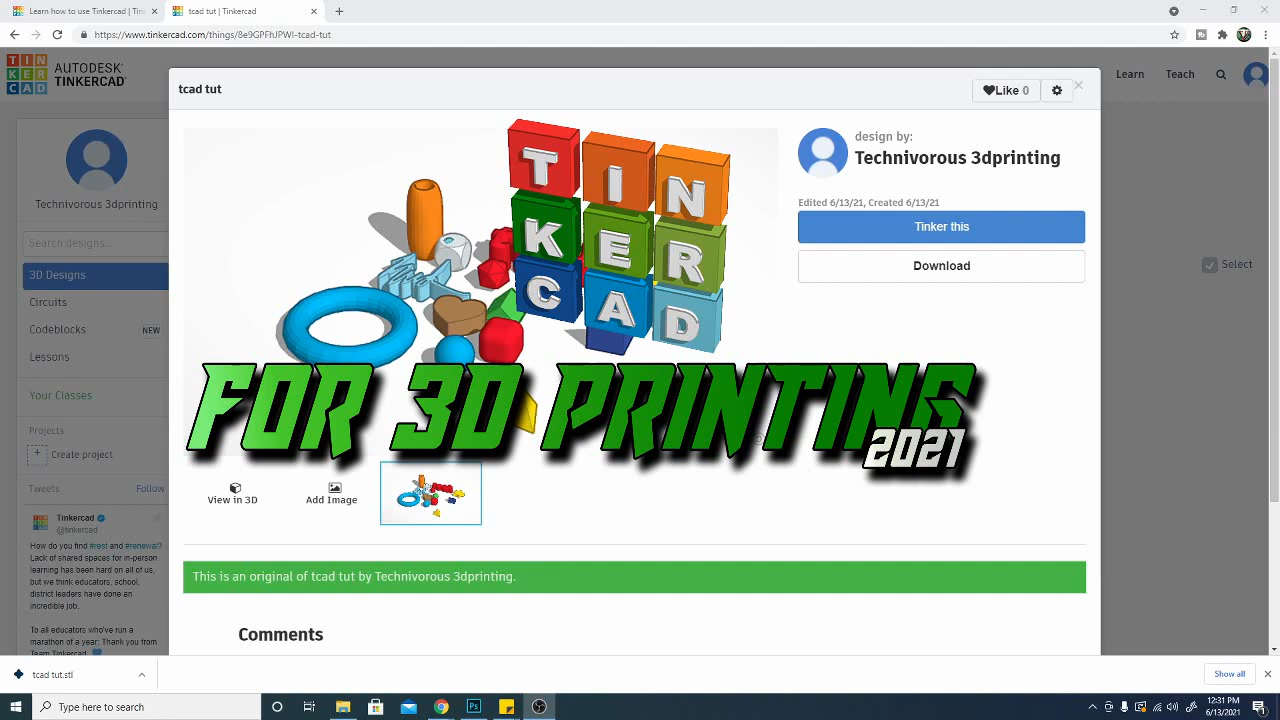 Learn how to use Tinkercad | Tink
tcad tut | Tinkercad
https://www.tinkercad.com/things/8e9GPFhJPWI-tcad-tut
TIN
KER
CAD
AUTODESK
TINKERCAD
Learn
Teach
tcad tut
Like 0
design by:
Technivorous 3dprinting
Edited 6/13/21, Created 6/13/21
Tinker this
Download
Technivorous 3dprinting
Search designs...
3D Designs
Circuits
Codeblocks
NEW
Lessons
Your Classes
Projects
Create project
Tweets
Follow
Select
TIN
KER
CAD
FOR 3D PRINTING
2021
View in 3D
Add Image
Tinkercad
@tinkercad
How do you find #rest and #renewal?
Lack of shared spaces for in-person
learning has been hard on all of us,
but we think educators, school,
district leaders have done an
incredible job.
To all educators who've run a
marathon of a year: Thank you from
Team Tinkercad
This is an original of tcad tut by Technivorous 3dprinting.
Comments
tcad tut.stl
Show all
Type here to search
Ps
12:31 PM
6/13/2021